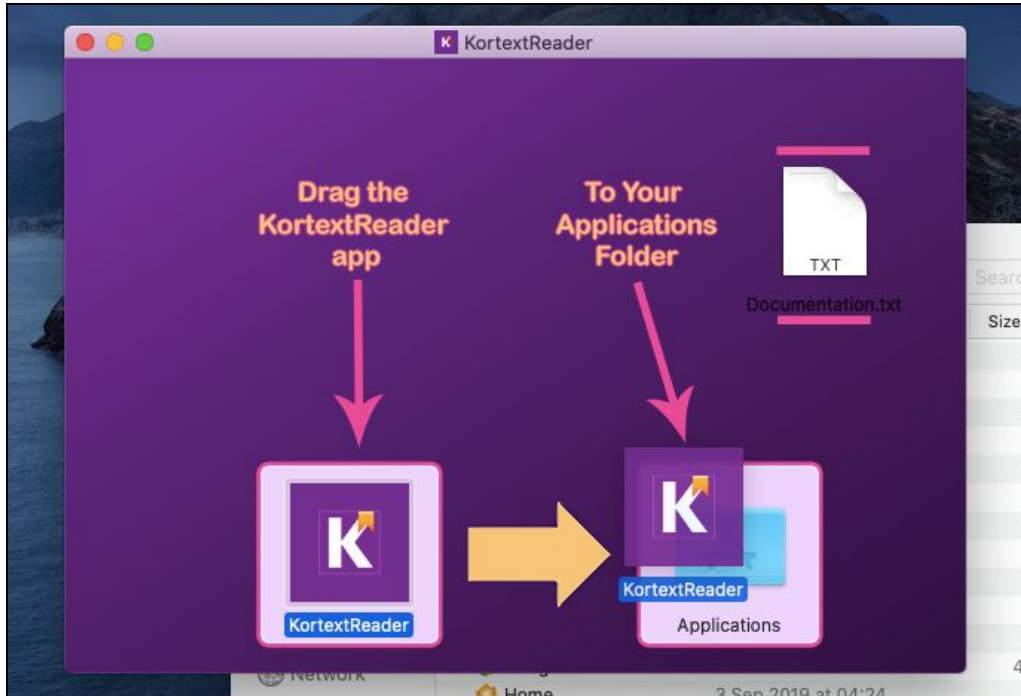 KortextReader
Drag the
KortextReader
app
To Your
Applications
Folder
TXT
Documentation.txt
Size
K
KortextReader
K
KortextReader
Applications
Network
Home
3 Sep 2019 at 04:24
4